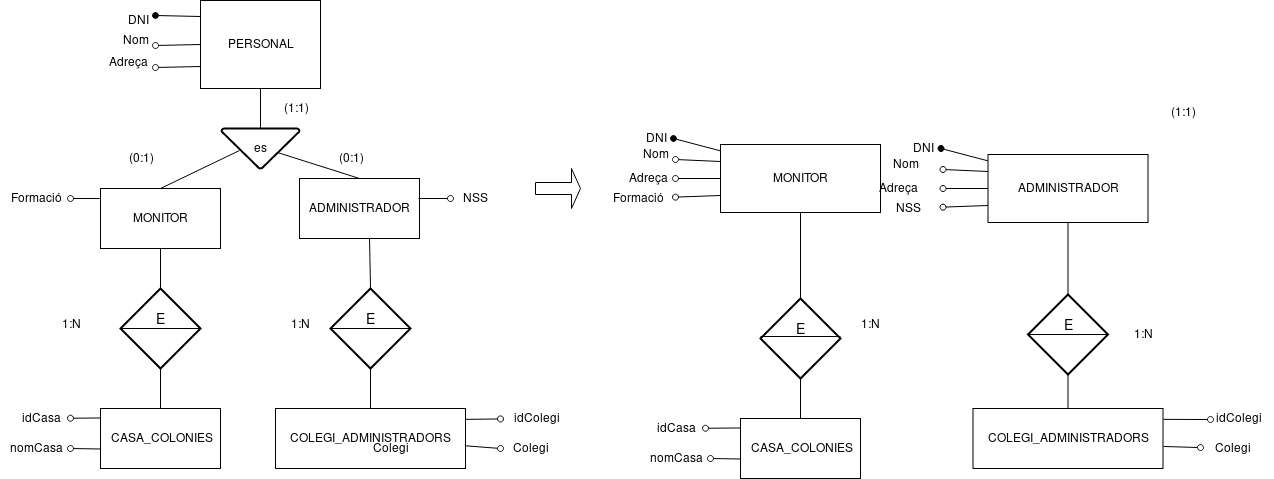 DNI
Nom
Adreça
PERSONAL
(1:1)
es
(0:1)
(0:1)
Formació
MONITOR
ADMINISTRADOR
NSS
1:N
E
1:N
E
idCasa
nomCasa
CASA_COLONIES
COLEGI_ADMINISTRADORS
Colegi
idColegi
Colegi
DNI
Nom
Adreça
Formació
MONITOR
E
1:N
idCasa
nomCasa
CASA_COLONIES
(1:1)
DNI
Nom
Adreça
NSS
ADMINISTRADOR
E
1:N
COLEGI_ADMINISTRADORS
idColegi
Colegi